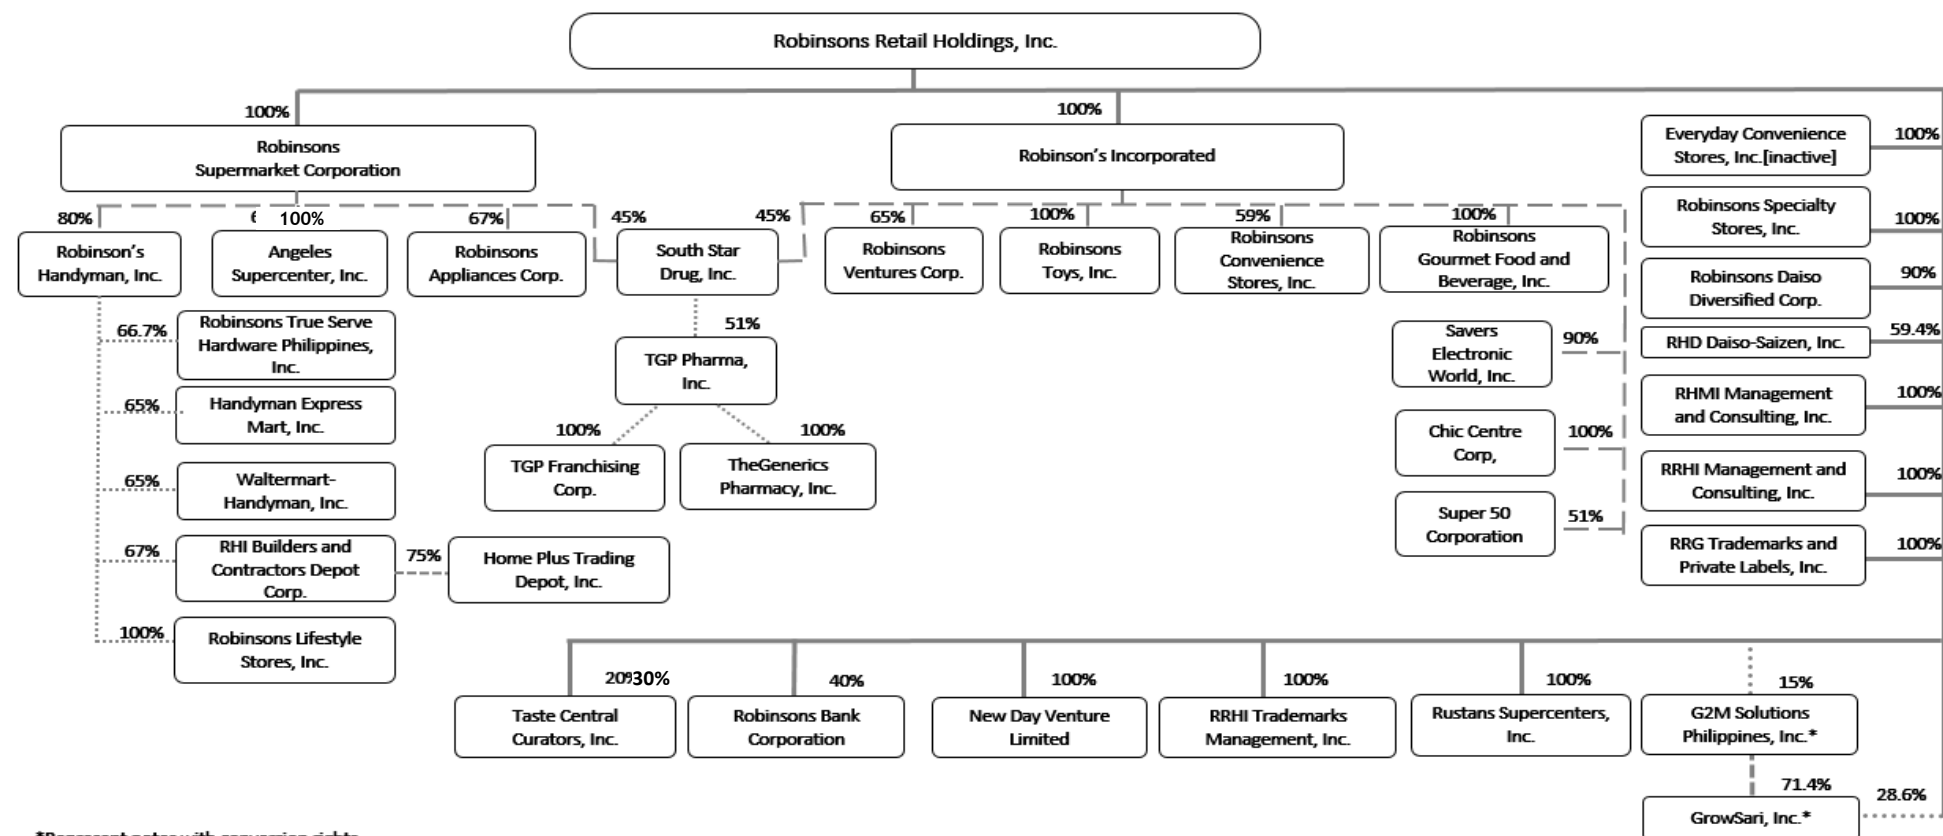 Robinsons Retail Holdings, Inc.
100%
100%
Robinsons
Supermarket Corporation
Robinson's Incorporated
Everyday Convenience
Stores, Inc.[inactive]
100%
Robinsons Specialty
Stores, Inc.
100%
Robinsons Daiso
Diversified Corp.
90%
RHD Daiso-Saizen, Inc.
59.4%
RHMI Management
and Consulting, Inc.
100%
RRHI Management and
Consulting, Inc.
100%
RRG Trademarks and
Private Labels, Inc.
100%
80%
100%
67%
45%
45%
65%
100%
59%
100%
Robinson's
Handyman, Inc.
Angeles
Supercenter, Inc.
Robinsons
Appliances Corp.
South Star
Drug, Inc.
Robinsons
Ventures Corp.
Robinsons
Toys, Inc.
Robinsons
Convenience
Stores, Inc.
Robinsons
Gourmet Food and
Beverage, Inc.
66.7%
Robinsons True Serve
Hardware Philippines,
Inc.
65%
Handyman Express
Mart, Inc.
65%
Waltermart-
Handyman, Inc.
67%
RHI Builders and
Contractors Depot
Corp.
75%
Home Plus Trading
Depot, Inc.
100%
Robinsons Lifestyle
Stores, Inc.
51%
TGP Pharma,
Inc.
100%
100%
TGP Franchising
Corp.
TheGenerics
Pharmacy, Inc.
Savers
Electronic
World, Inc.
90%
Chic Centre
Corp,
100%
Super 50
Corporation
51%
30%
40%
100%
100%
100%
15%
Taste Central
Curators, Inc.
Robinsons Bank
Corporation
New Day Venture
Limited
RRHI Trademarks
Management, Inc.
Rustans Supercenters,
Inc.
G2M Solutions
Philippines, Inc.*
71.4%
28.6%
GrowSari, Inc.*